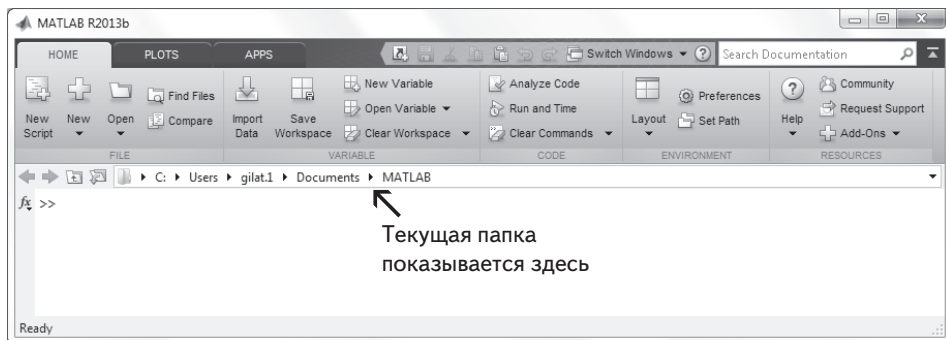 MATLAB R2013b
HOME PLOTS APPS Switch Windows Search Documentation
New Script
New
Open
Find Files
Compare
FILE
Import Data
Save Workspace
New Variable
Open Variable
Clear Workspace
VARIABLE
Analyze Code
Run and Time
Clear Commands
CODE
Layout
Preferences
Set Path
ENVIRONMENT
Help
Community
Request Support
Add-Ons
RESOURCES
C: Users gilat.1 Documents MATLAB
fx >>
Текущая папка
показывается здесь
Ready